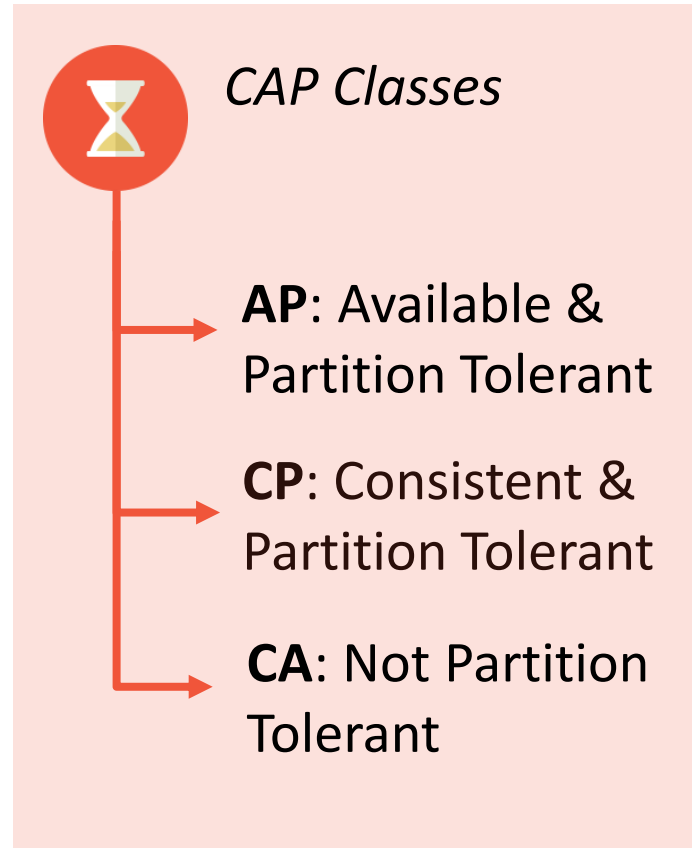 CAP Classes
AP: Available &
Partition Tolerant
CP: Consistent &
Partition Tolerant
CA: Not Partition
Tolerant